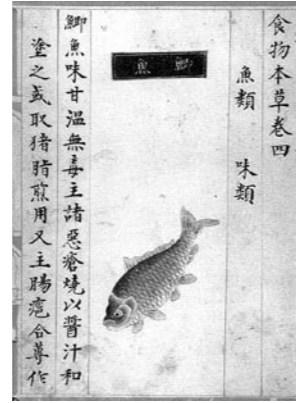 食物本草卷四
魚類 味類
鯽魚
鯽魚味甘溫無毒主諸惡瘡燒以醬汁和
塗之或取猪脂煎用又主腸 合蓴作